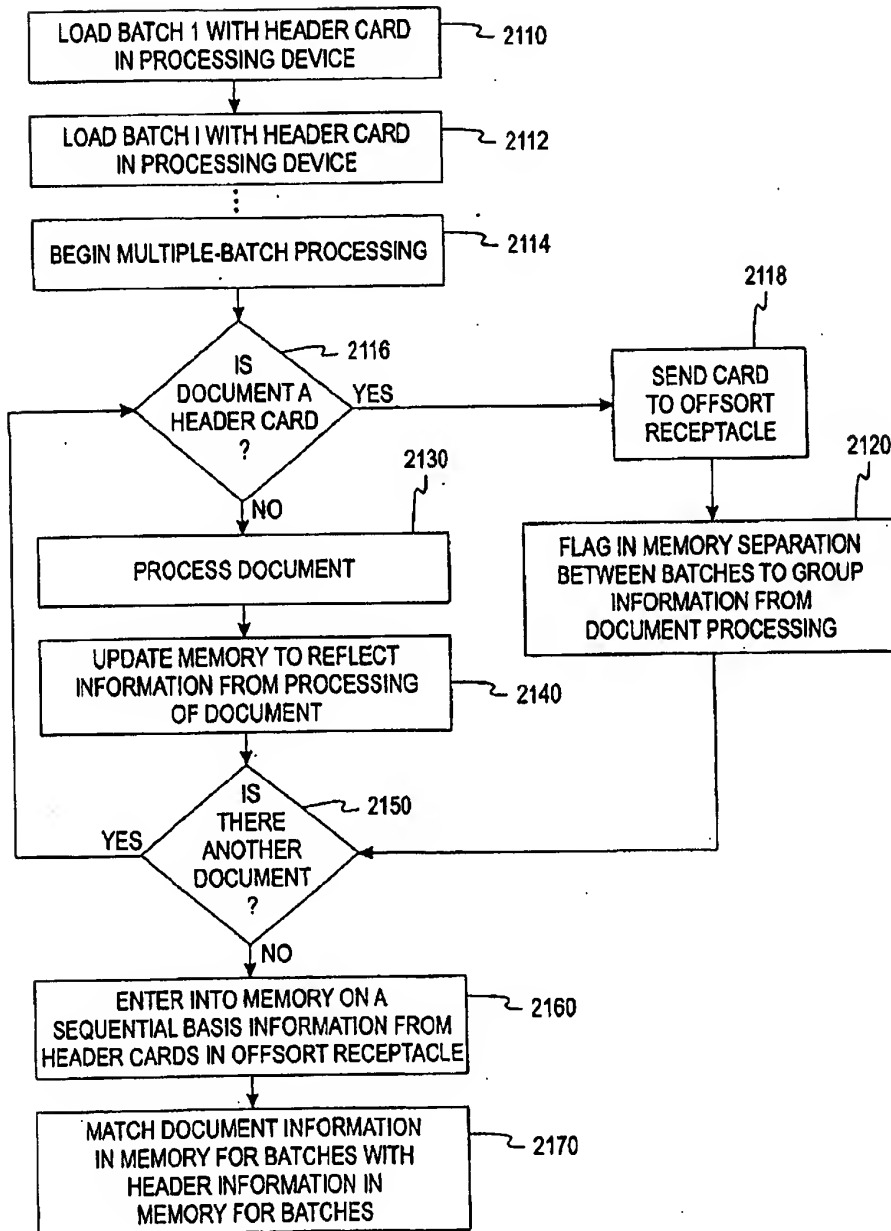 LOAD BATCH 1 WITH HEADER CARD
IN PROCESSING DEVICE
2110
LOAD BATCH I WITH HEADER CARD
IN PROCESSING DEVICE
2112
BEGIN MULTIPLE-BATCH PROCESSING
2114
IS
DOCUMENT A
HEADER CARD
?
2116
YES
2118
SEND CARD
TO OFFSORT
RECEPTACLE
NO
2130
PROCESS DOCUMENT
2120
FLAG IN MEMORY SEPARATION
BETWEEN BATCHES TO GROUP
INFORMATION FROM
DOCUMENT PROCESSING
UPDATE MEMORY TO REFLECT
INFORMATION FROM PROCESSING
OF DOCUMENT
2140
IS
THERE
ANOTHER
DOCUMENT
?
2150
YES
NO
ENTER INTO MEMORY ON A
SEQUENTIAL BASIS INFORMATION FROM
HEADER CARDS IN OFFSORT RECEPTACLE
2160
MATCH DOCUMENT INFORMATION
IN MEMORY FOR BATCHES WITH
HEADER INFORMATION IN
MEMORY FOR BATCHES
2170